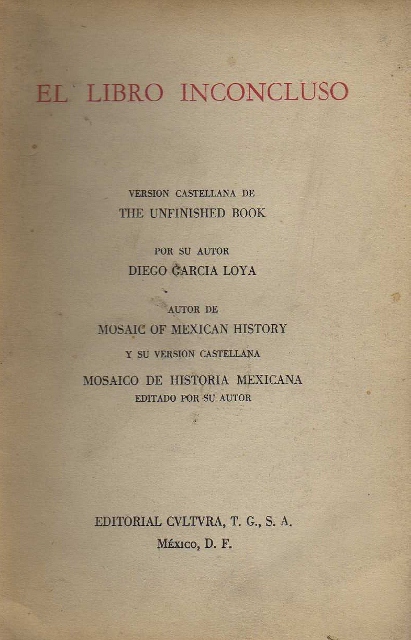 EL LIBRO INCONCLUSO
VERSION CASTELLANA DE
THE UNFINISHED BOOK
POR SU AUTOR
DIEGO GARCIA LOYA
AUTOR DE
MOSAIC OF MEXICAN HISTORY
Y SU VERSION CASTELLANA
MOSAICO DE HISTORIA MEXICANA
EDITADO POR SU AUTOR
EDITORIAL CVLTVRA, T. G., S. A.
MÉXICO, D. F.